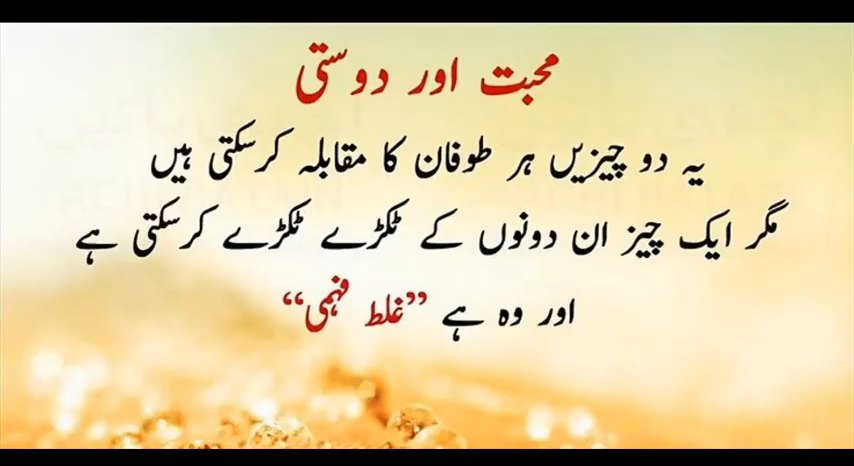 محبت اور دوستی
یہ دو چیزیں ہر طوفان کا مقابلہ کرسکتی ہیں
مگر ایک چیز ان دونوں کے ٹکڑے ٹکڑے کرسکتی ہے
اور وہ ہے ”غلط فہمی“